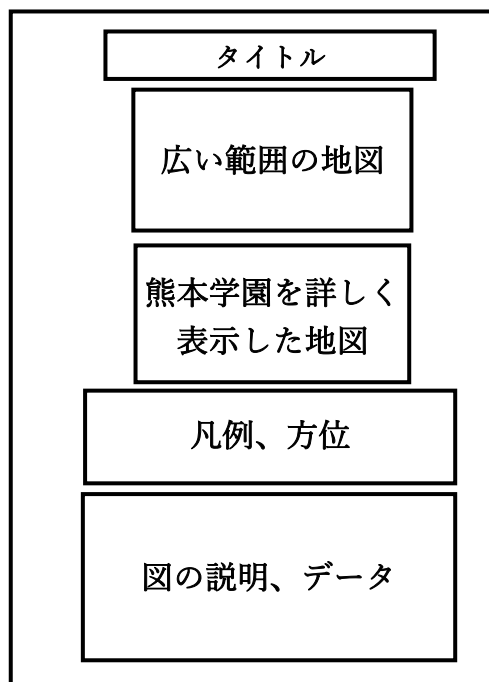 タイトル
広い範囲の地図
熊本学園を詳しく
表示した地図
凡例、方位
図の説明、データ